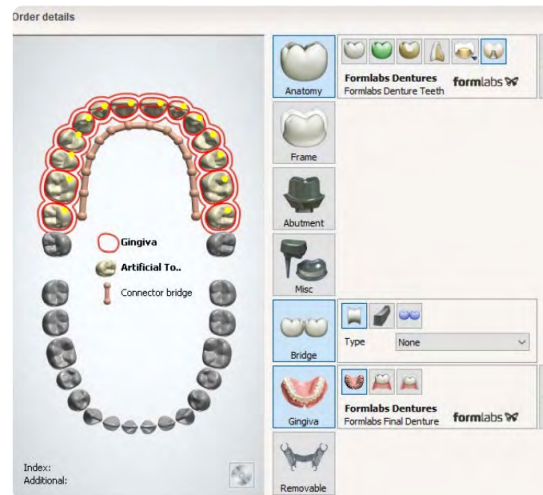 Order details
Gingiva
Artificial To..
Connector bridge
Index:
Additional:
Anatomy
Formlabs Dentures
Formlabs Denture Teeth
formlabs
Frame
Abutment
Misc
Bridge
Type
None
Gingiva
Formlabs Dentures
Formlabs Final Denture
formlabs
Removable